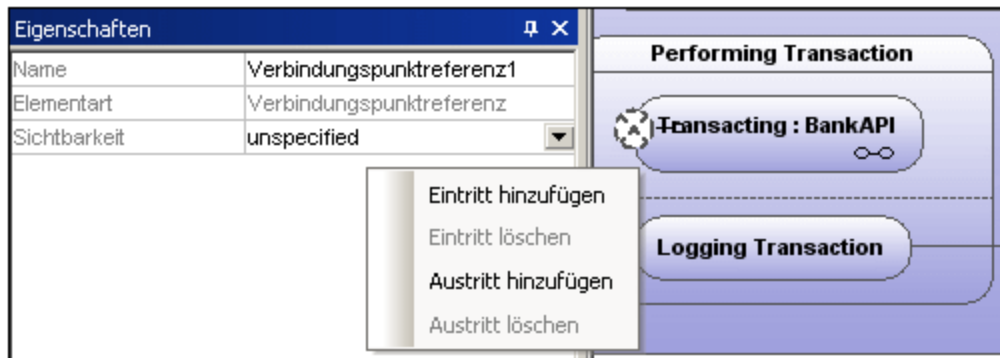 Eigenschaften
Name Verbindungspunktreferenz1
Elementart Verbindungspunktreferenz
Sichtbarkeit unspecified
Eintritt hinzufügen
Eintritt löschen
Austritt hinzufügen
Austritt löschen
Performing Transaction
Transacting : BankAPI
Logging Transaction